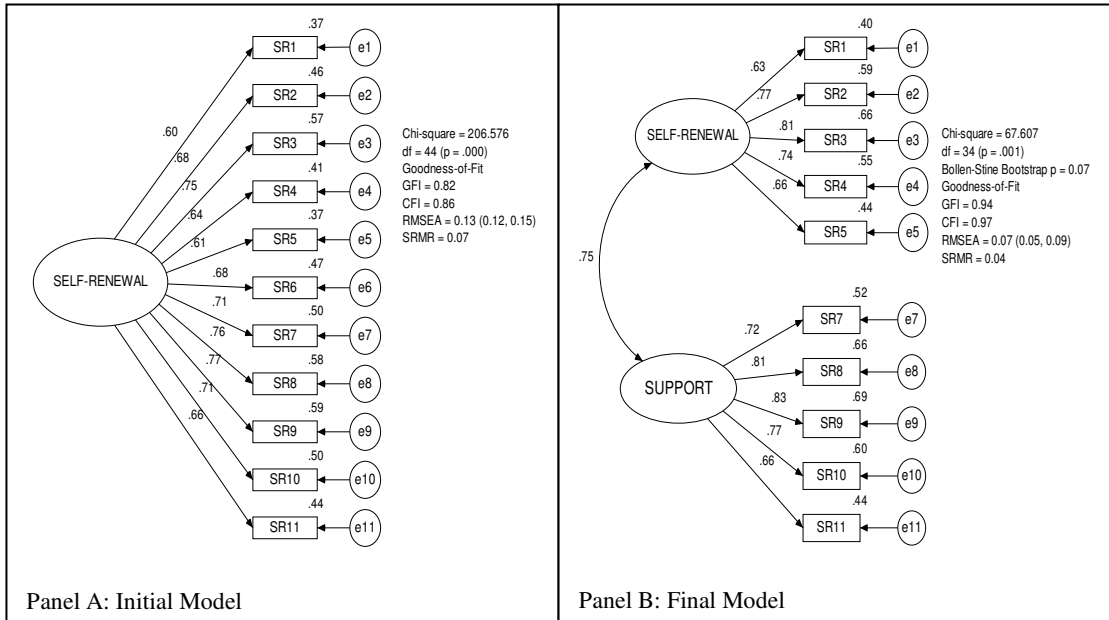 .37
SR1
e1
.46
SR2
e2
.57
SR3
e3
.41
SR4
e4
.37
SR5
e5
.47
SR6
e6
.50
SR7
e7
.58
SR8
e8
.59
SR9
e9
.50
SR10
e10
.44
SR11
e11
SELF-RENEWAL
.60
.68
.75
.64
.61
.68
.71
.76
.77
.71
.66
Chi-square = 206.576
df = 44 (p = .000)
Goodness-of-Fit
GFI = 0.82
CFI = 0.86
RMSEA = 0.13 (0.12, 0.15)
SRMR = 0.07
Panel A: Initial Model
.40
SR1
e1
.59
SR2
e2
.66
SR3
e3
.55
SR4
e4
.44
SR5
e5
SELF-RENEWAL
.63
.77
.81
.74
.66
Chi-square = 67.607
df = 34 (p = .001)
Bollen-Stine Bootstrap p = 0.07
Goodness-of-Fit
GFI = 0.94
CFI = 0.97
RMSEA = 0.07 (0.05, 0.09)
SRMR = 0.04
.75
.52
SR7
e7
.66
SR8
e8
.69
SR9
e9
.60
SR10
e10
.44
SR11
e11
SUPPORT
.72
.81
.83
.77
.66
Panel B: Final Model